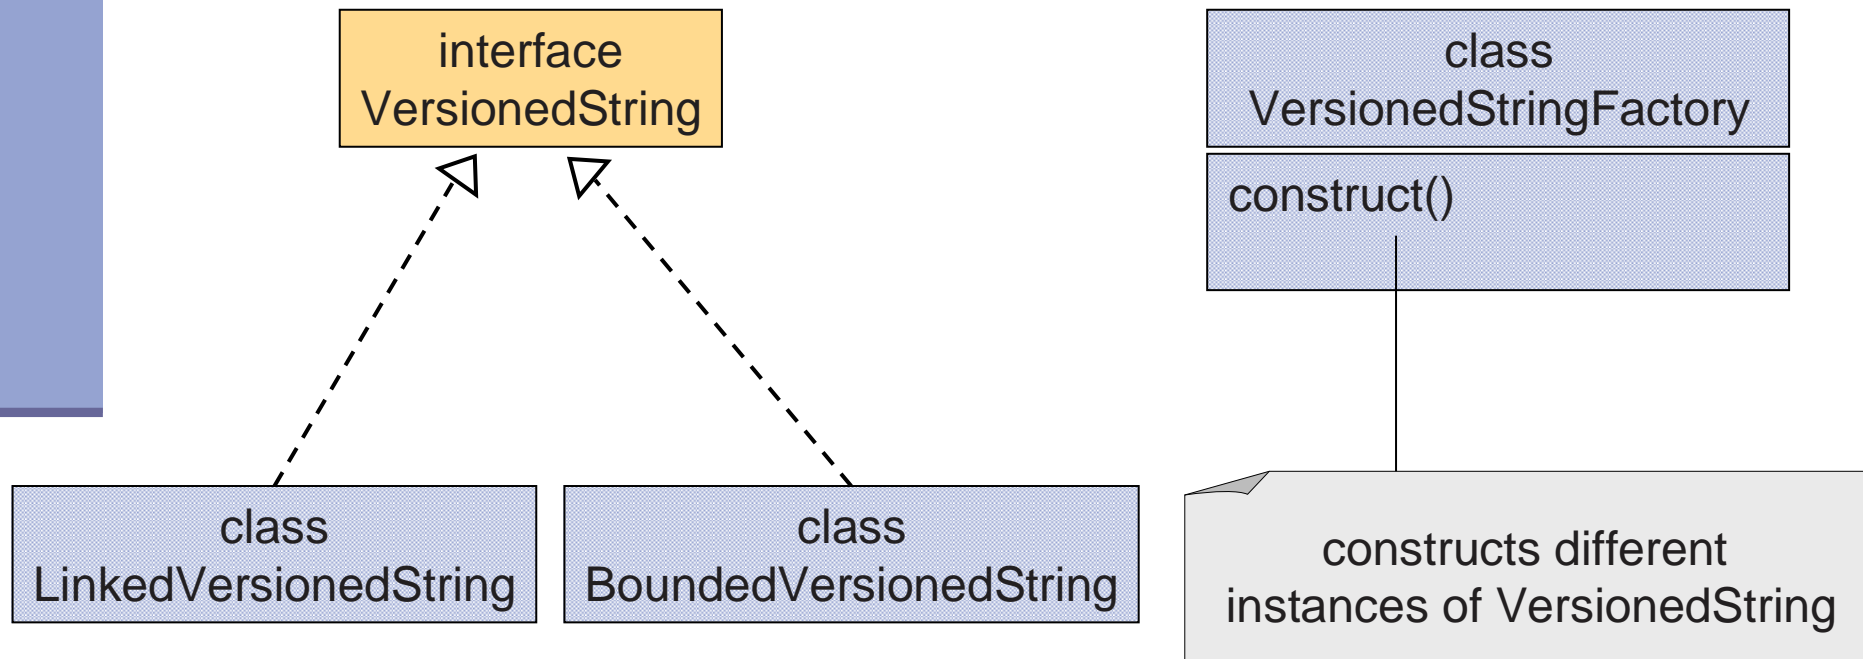 interface
VersionedString
class
VersionedStringFactory
construct()
class
LinkedVersionedString
class
BoundedVersionedString
constructs different
instances of VersionedString